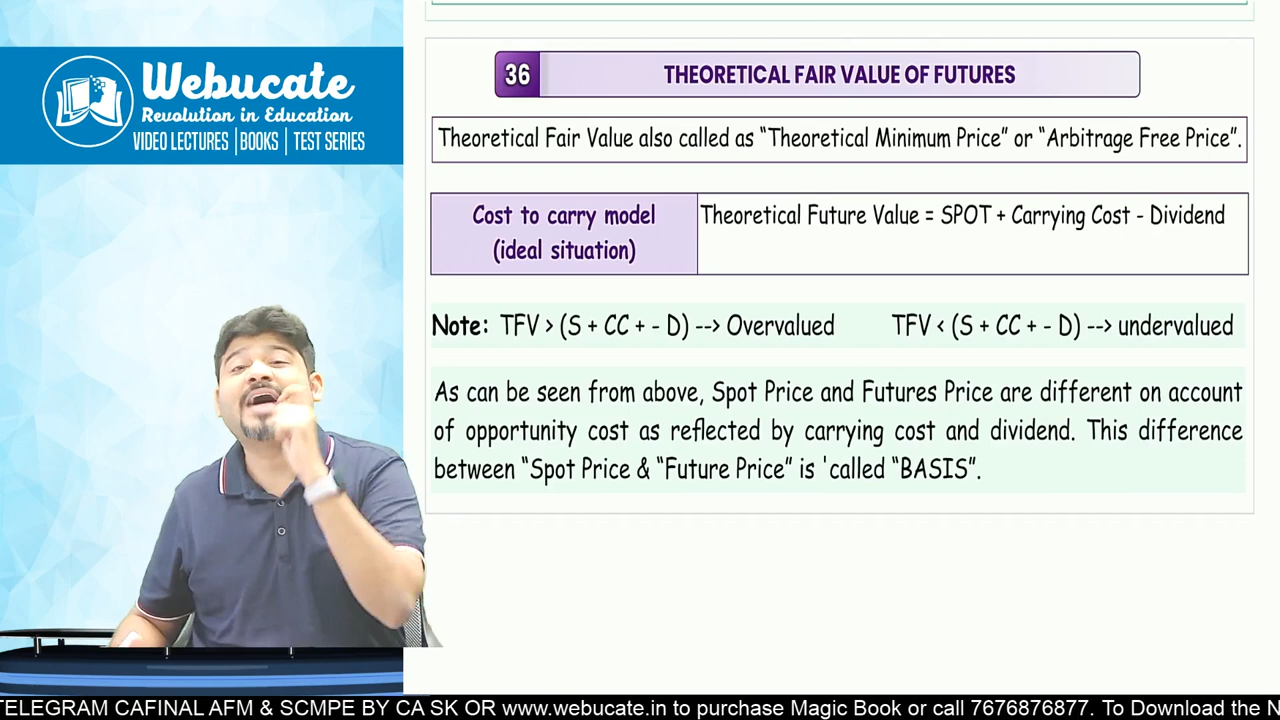 Webucate
Revolution in Education
VIDEO LECTURES | BOOKS | TEST SERIES
36 THEORETICAL FAIR VALUE OF FUTURES
Theoretical Fair Value also called as “Theoretical Minimum Price” or “Arbitrage Free Price”.
Cost to carry model
(ideal situation)
Theoretical Future Value = SPOT + Carrying Cost - Dividend
Note: TFV > (S + CC + - D) --> Overvalued TFV < (S + CC + - D) --> undervalued
As can be seen from above, Spot Price and Futures Price are different on account
of opportunity cost as reflected by carrying cost and dividend. This difference
between “Spot Price & “Future Price” is 'called “BASIS”.
TELEGRAM CAFINAL AFM & SCMPE BY CA SK OR www.webucate.in to purchase Magic Book or call 7676876877. To Download the N